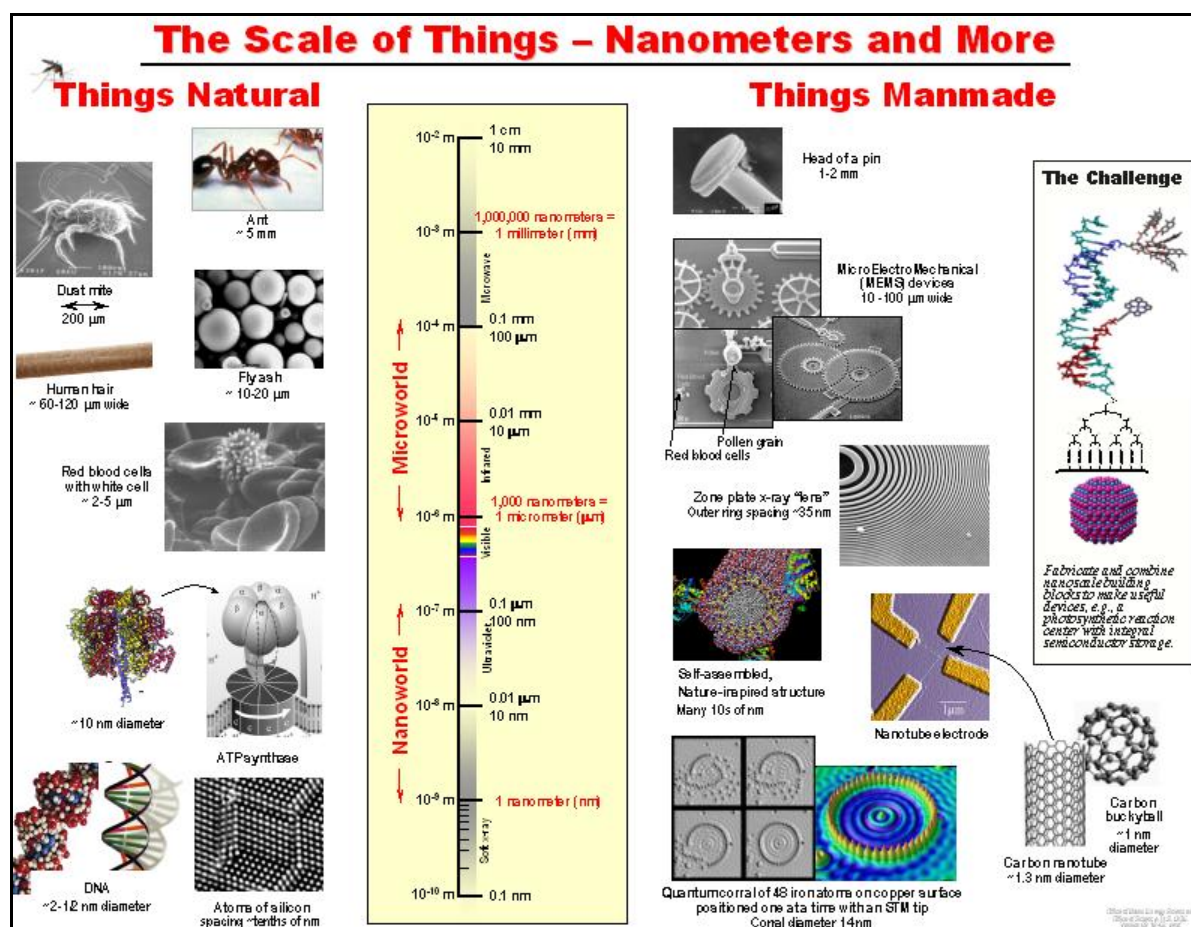 The Scale of Things – Nanometers and More
Things Natural
Things Manmade
Ant
~ 5 mm
Dust mite
200 µm
Human hair
~ 60-120 µm wide
Fly ash
~ 10-20 µm
Red blood cells
with white cell
~ 2-5 µm
~10 nm diameter
ATP synthase
DNA
~2-1/2 nm diameter
Atoms of silicon
spacing ~tenths of nm
10-2 m
1 cm
10 mm
1,000,000 nanometers =
10-3 m
1 millimeter (mm)
Microwave
10-4 m
0.1 mm
100 µm
Microworld
10-5 m
0.01 mm
10 µm
Infrared
1,000 nanometers =
10-6 m
1 micrometer (µm)
Visible
10-7 m
0.1 µm
100 nm
Ultraviolet
Nanoworld
10-8 m
0.01 µm
10 nm
10-9 m
1 nanometer (nm)
Soft x-ray
10-10 m
0.1 nm
Head of a pin
1-2 mm
MicroElectroMechanical
(MEMS) devices
10 -100 µm wide
Pollen grain
Red blood cells
Zone plate x-ray “lens”
Outer ring spacing ~35 nm
Self-assembled,
Nature-inspired structure
Many 10s of nm
1µm
Nanotube electrode
Quantum corral of 48 iron atoms on copper surface
positioned one at a time with an STM tip
Corral diameter 14 nm
Carbon nanotube
~1.3 nm diameter
Carbon
buckyball
~1 nm
diameter
The Challenge
Fabricate and combine
nanoscale building
blocks to make useful
devices, e.g., a
photosynthetic reaction
center with integral
semiconductor storage.